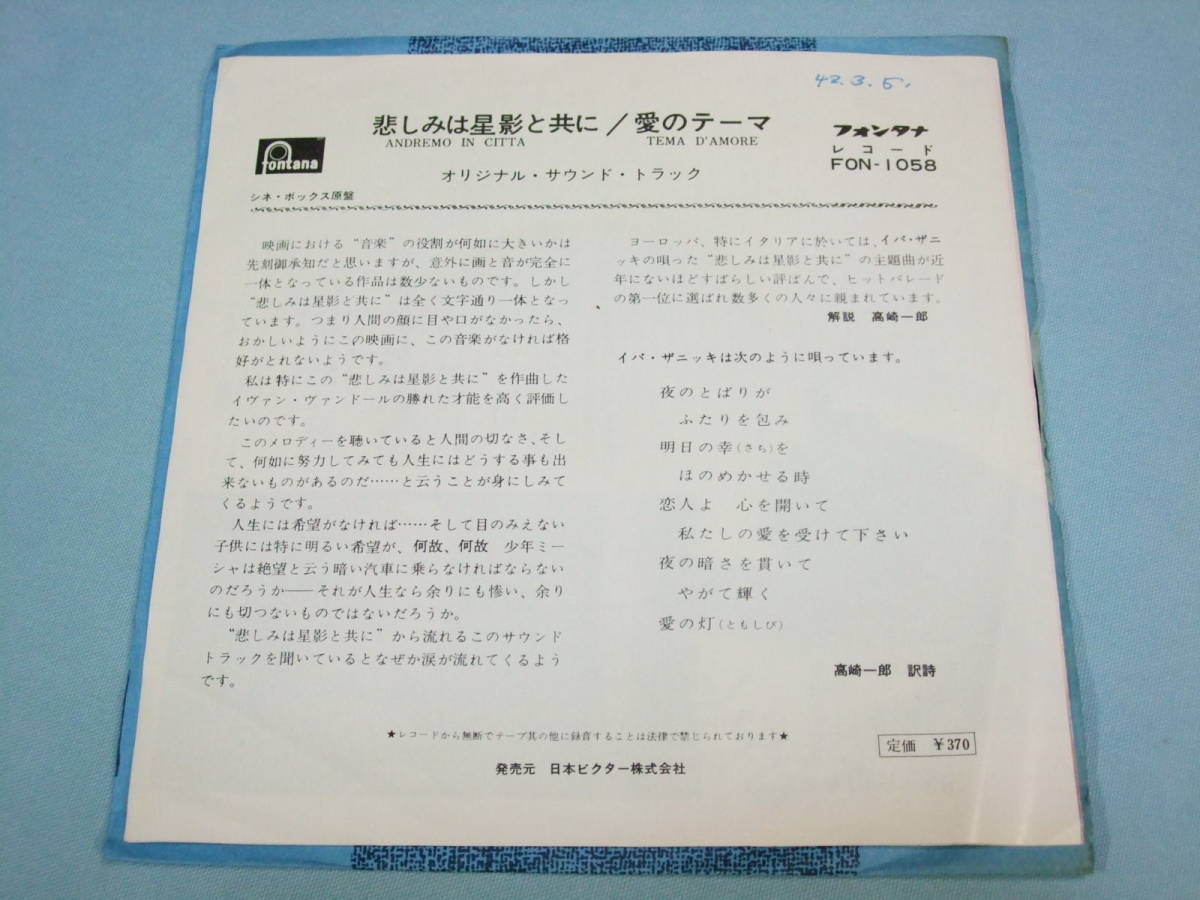 42.3.5.
悲しみは星影と共に／愛のテーマ
ANDREMO IN CITTA TEMA D'AMORE
オリジナル・サウンド・トラック
fontana
シネ・ボックス原盤
フォンタナ
レコード
FON-1058
映画における“音楽”の役割が何如に大きいかは
先刻御承知だと思いますが、意外に画と音が完全に
一体となっている作品は数少ないものです。しかし
“悲しみは星影と共に”は全く文字通り一体となっ
ています。つまり人間の顔に目や口がなかったら、
おかしいようにこの映画に、この音楽がなければ格
好がとれないようです。
私は特にこの“悲しみは星影と共に”を作曲した
イヴァン・ヴァンドールの勝れた才能を高く評価し
たいのです。
このメロディーを聴いていると人間の切なさ、そし
て、何如に努力してみても人生にはどうする事も出
来ないものがあるのだ……と云うことが身にしみて
くるようです。
人生には希望がなければ……そして目のみえない
子供には特に明るい希望が、何故、何故 少年ミー
シャは絶望と云う暗い汽車に乗らなければならない
のだろうか——それが人生なら余りにも惨い、余り
にも切つないものではないだろうか。
“悲しみは星影と共に”から流れるこのサウンド
トラックを聞いているとなぜか涙が流れてくるよう
です。
ヨーロッパ、特にイタリアに於いては、イバ・ザニ
ッキの唄った“悲しみは星影と共に”の主題曲が近
年にないほどすばらしい評ばんで、ヒットパレード
の第一位に選ばれ数多くの人々に親まれています。
解説 高崎一郎
イバ・ザニッキは次のように唄っています。
夜のとばりが
ふたりを包み
明日の幸(さち)を
ほのめかせる時
恋人よ 心を開いて
私たしの愛を受けて下さい
夜の暗さを貫いて
やがて輝く
愛の灯(ともしび)
高崎一郎 訳詩
★レコードから無断でテープ其の他に録音することは法律で禁じられております★
定価 ￥370
発売元 日本ビクター株式会社